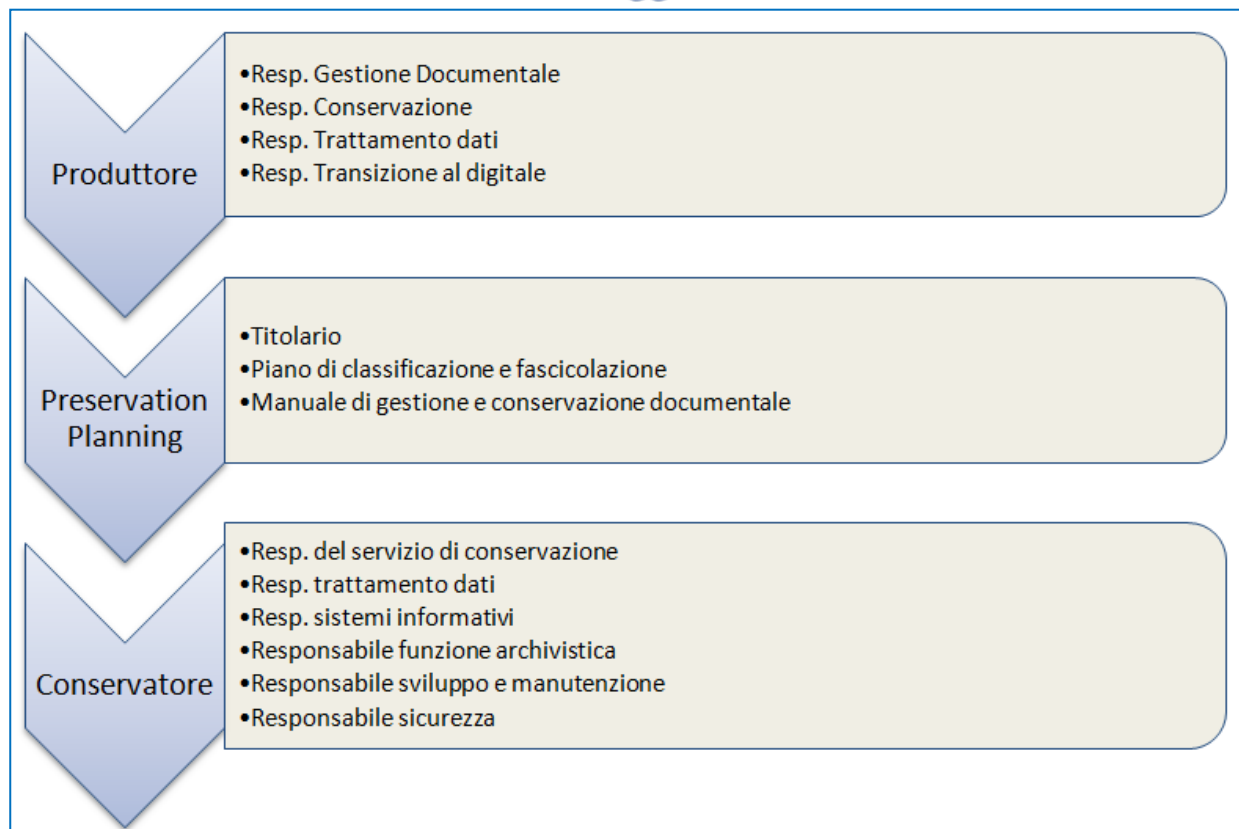 Produttore
•Resp. Gestione Documentale
•Resp. Conservazione
•Resp. Trattamento dati
•Resp. Transizione al digitale
Preservation
Planning
•Titolario
•Piano di classificazione e fascicolazione
•Manuale di gestione e conservazione documentale
Conservatore
•Resp. del servizio di conservazione
•Resp. trattamento dati
•Resp. sistemi informativi
•Responsabile funzione archivistica
•Responsabile sviluppo e manutenzione
•Responsabile sicurezza